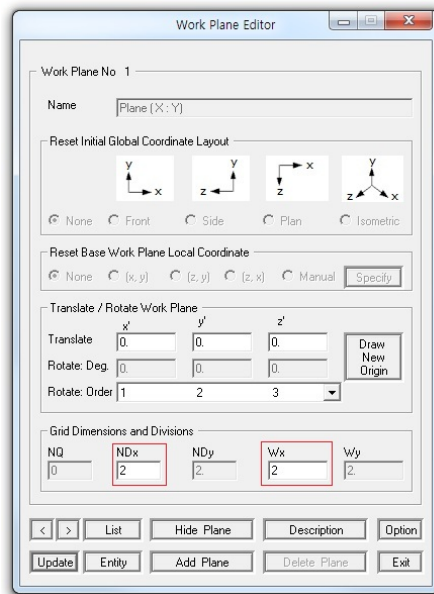 Work Plane Editor
Work Plane No 1
Name Plane (X : Y)
Reset Initial Global Coordinate Layout
y y x y
x z z z x
None Front Side Plan Isometric
Reset Base Work Plane Local Coordinate
None (x, y) (z, y) (z, x) Manual Specify
Translate / Rotate Work Plane
x' y' z'
Translate 0. 0. 0. Draw New Origin
Rotate: Deg. 0. 0. 0.
Rotate: Order 1 2 3
Grid Dimensions and Divisions
NQ NDx NDy Wx Wy
0 2 2. 2 2.
< > List Hide Plane Description Option
Update Entity Add Plane Delete Plane Exit